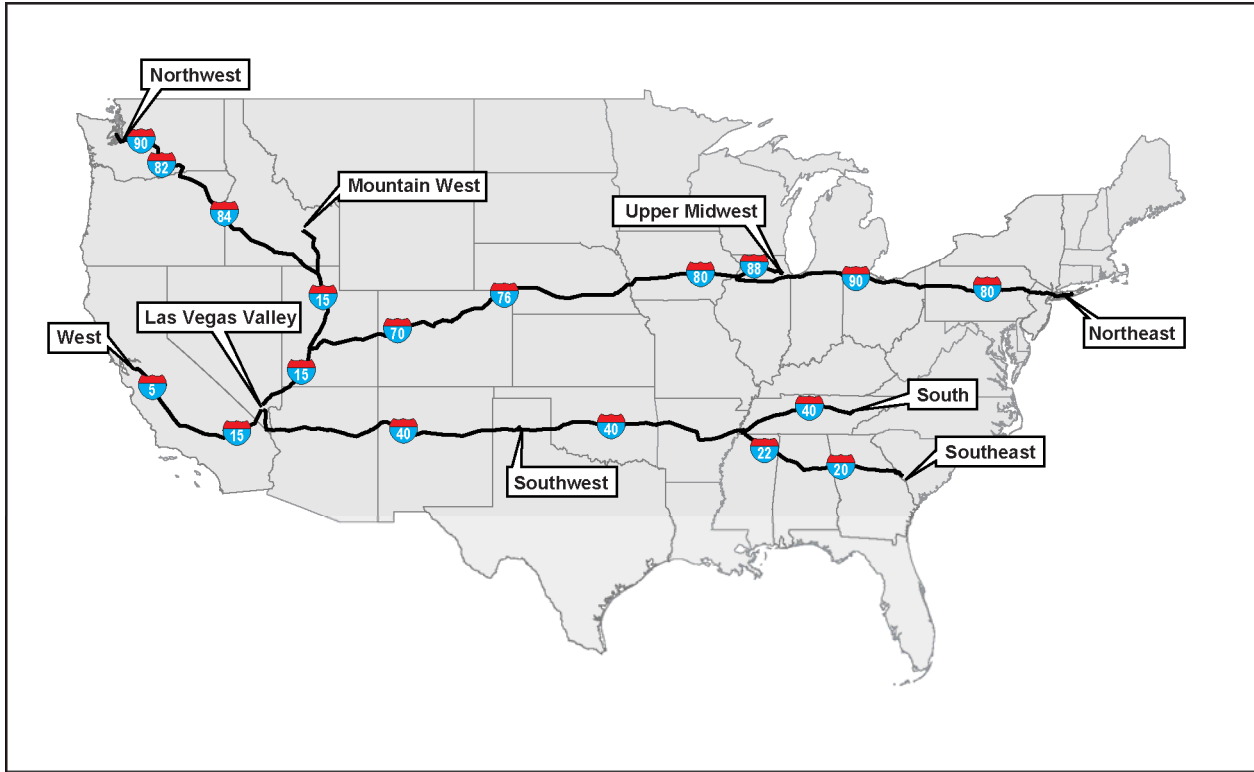 Northwest
90
82
Mountain West
84
Upper Midwest
88
80
90
80
15
76
Las Vegas Valley
70
Northeast
West
15
5
South
40
15
40
40
22
Southeast
20
Southwest